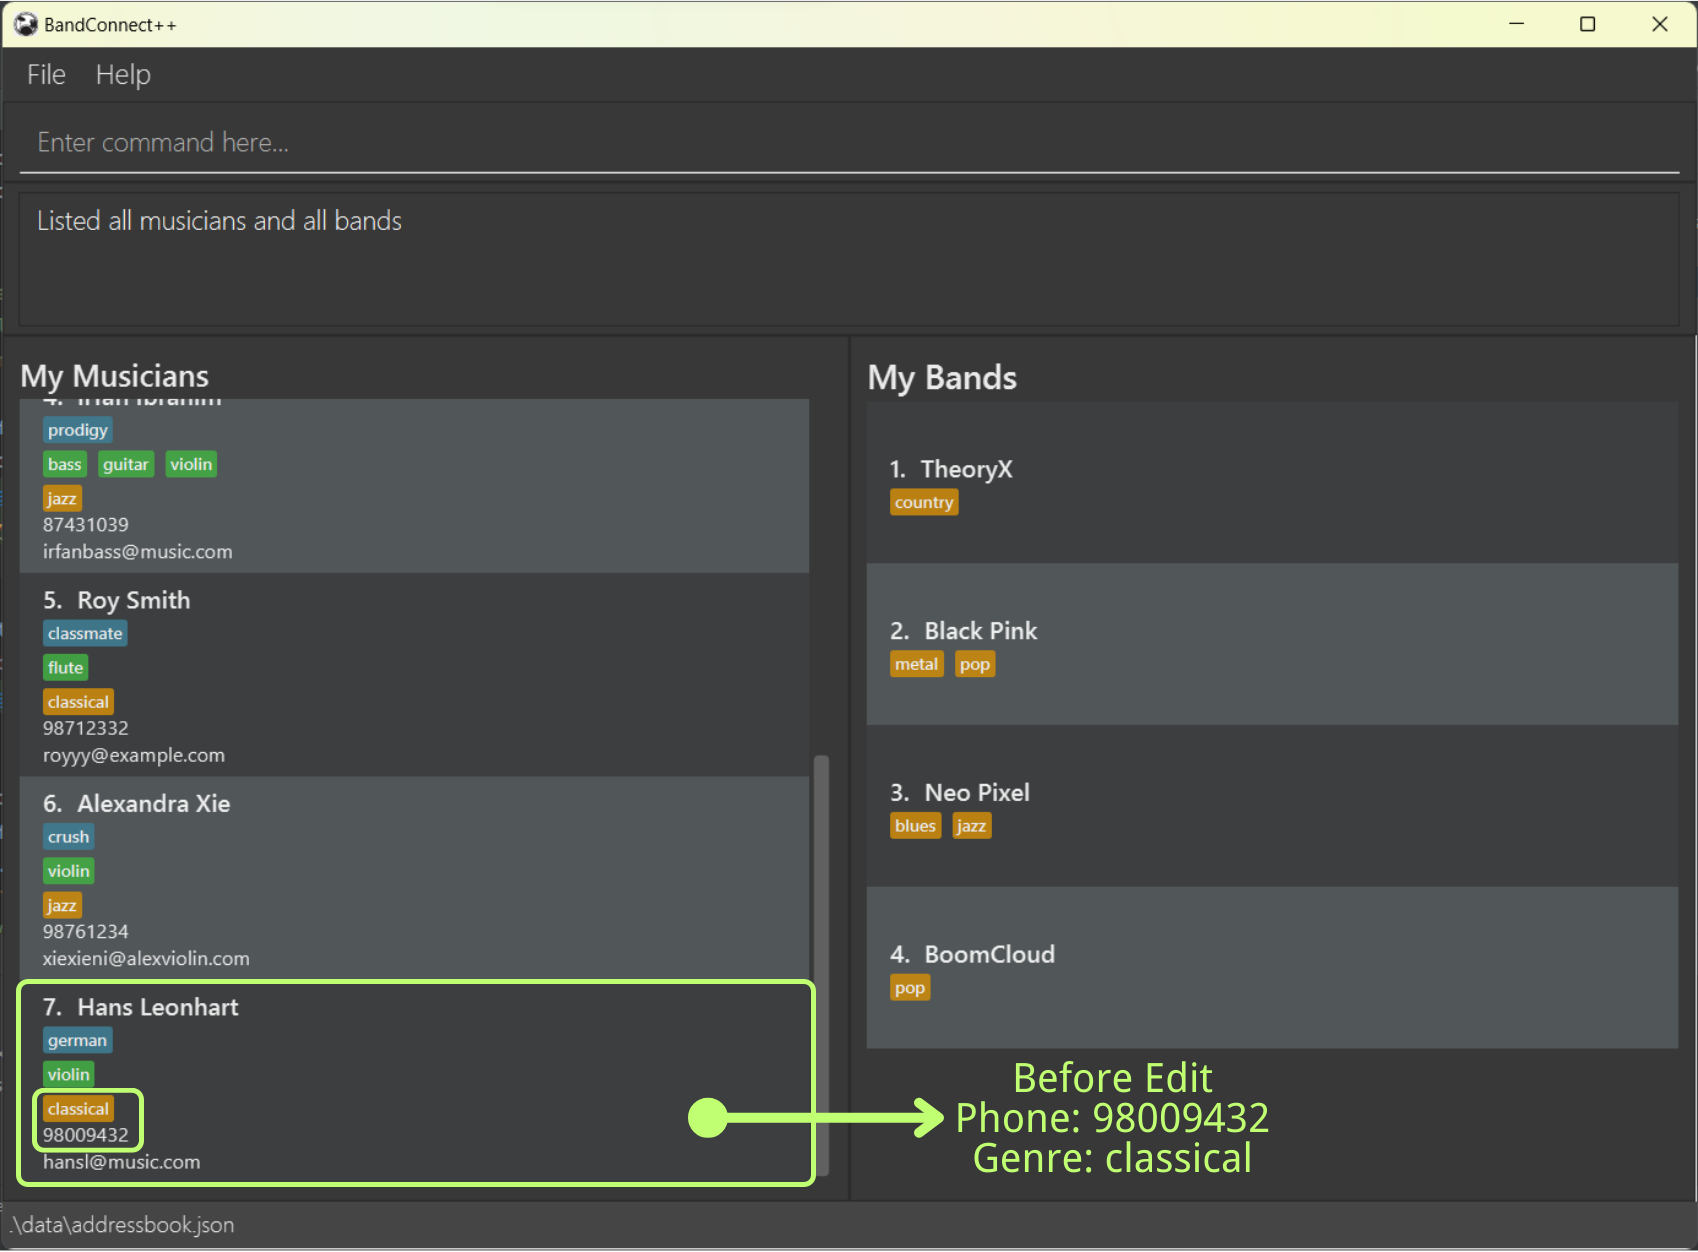 BandConnect++
File Help
Enter command here...
Listed all musicians and all bands
My Musicians
4. Irfan Ibrahim
prodigy
bass guitar violin
jazz
87431039
irfanbass@music.com
5. Roy Smith
classmate
flute
classical
98712332
royyy@example.com
6. Alexandra Xie
crush
violin
jazz
98761234
xiexieni@alexviolin.com
7. Hans Leonhart
german
violin
classical
98009432
hansl@music.com
My Bands
1. TheoryX
country
2. Black Pink
metal pop
3. Neo Pixel
blues jazz
4. BoomCloud
pop
Before Edit
Phone: 98009432
Genre: classical
.\data\addressbook.json